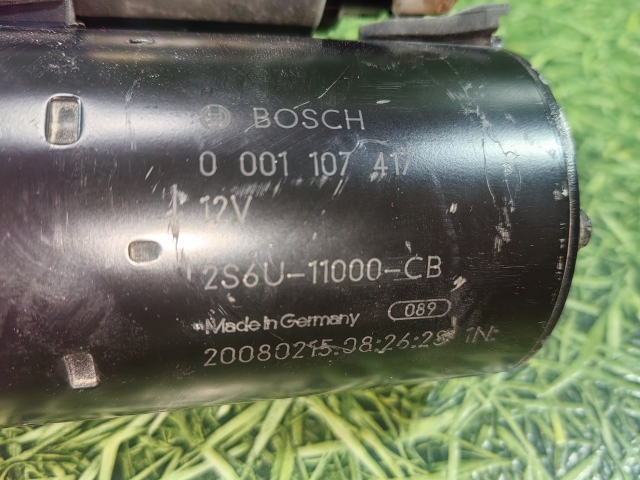 BOSCH
0 001 107 417
12V
2S6U-11000-CB
Made in Germany 089
20080215 08:26:28 1N